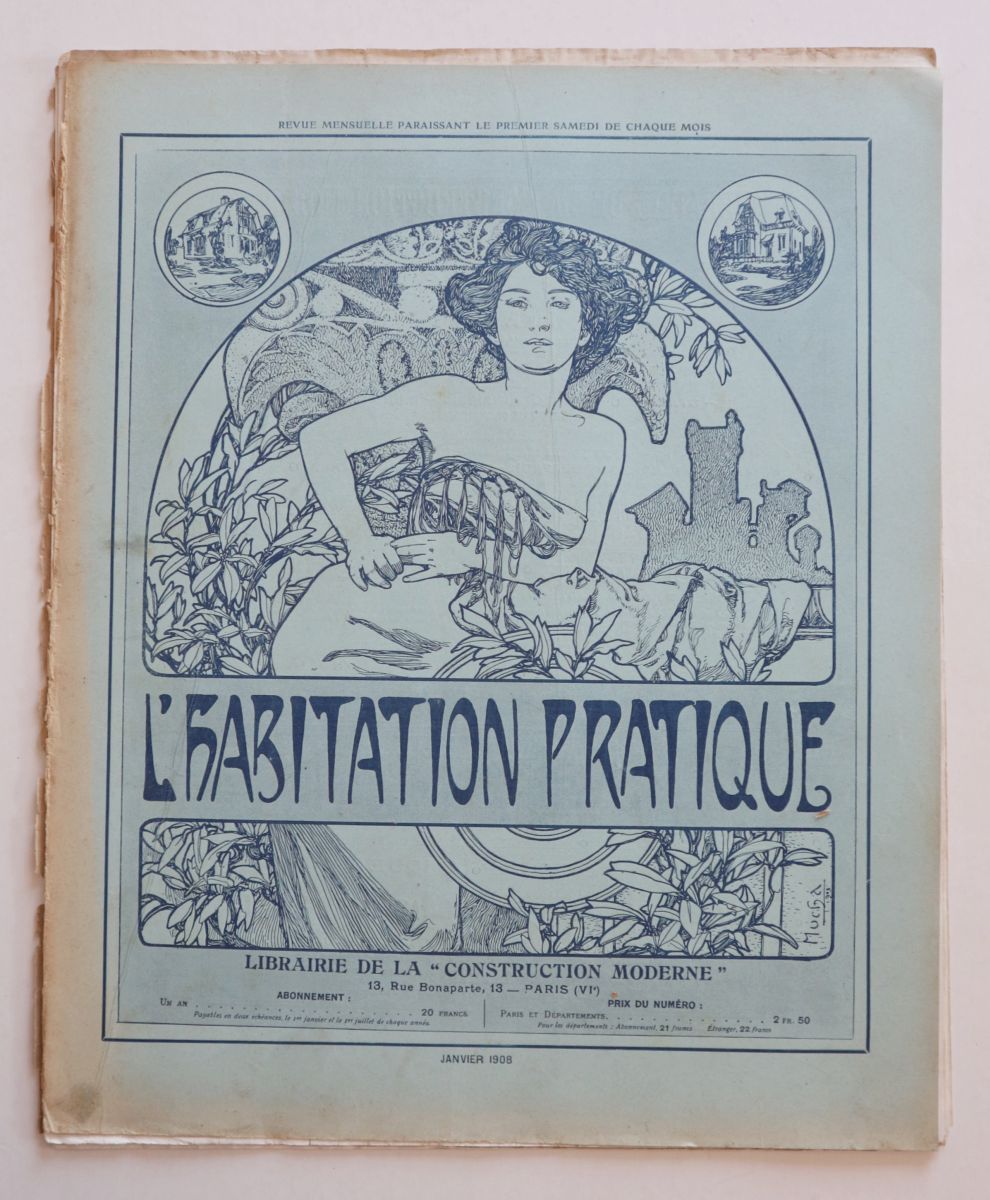 REVUE MENSUELLE PARAISSANT LE PREMIER SAMEDI DE CHAQUE MOIS
L'HABITATION PRATIQUE
Mucha
LIBRAIRIE DE LA “CONSTRUCTION MODERNE”
13, Rue Bonaparte, 13 — PARIS (VIe)
ABONNEMENT :
UN AN . . . . . . . . . . . . . . . . . . . . 20 FRANCS
Payables en deux échéances, le 1er janvier et le 1er juillet de chaque année.
PRIX DU NUMÉRO :
PARIS ET DÉPARTEMENTS. . . . . . . . . . . . . . 2 FR. 50
Pour les départements : Abonnement, 21 francs Étranger, 22 francs
JANVIER 1908